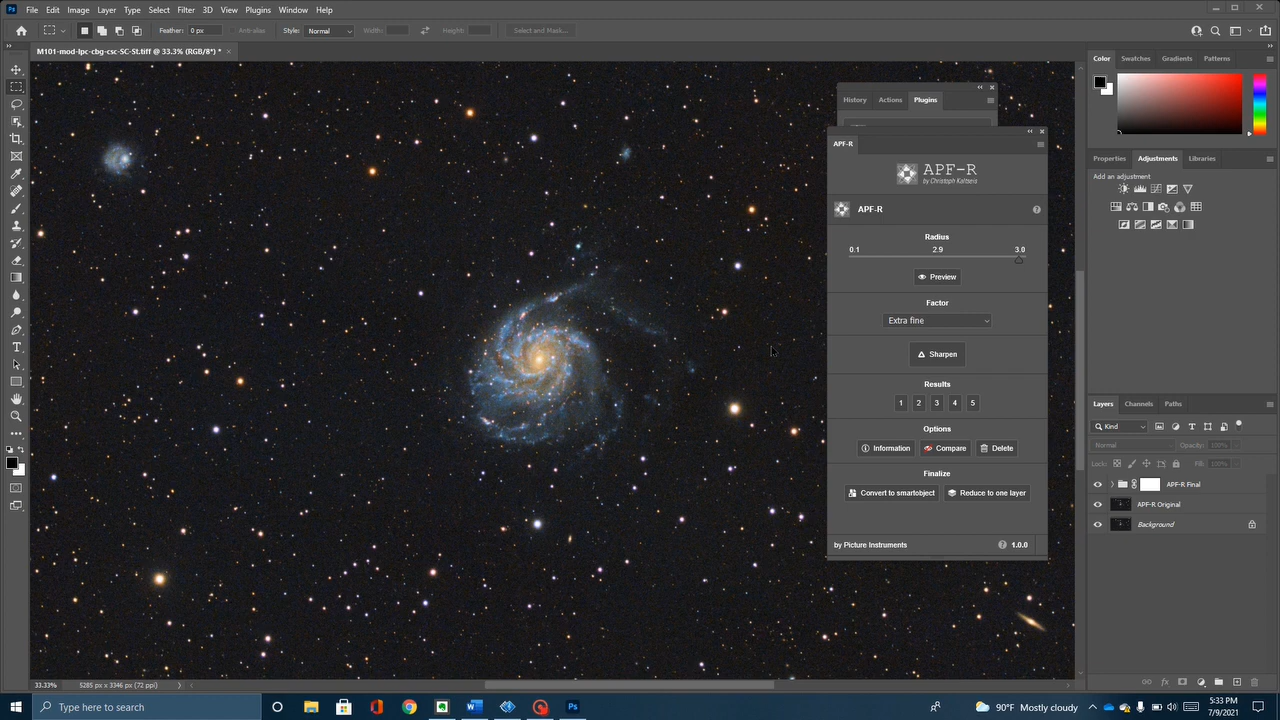 Ps File Edit Image Layer Type Select Filter 3D View Plugins Window Help
Feather: 0 px Anti-alias Style: Normal Width: Height: Select and Mask...
M101-mod-lpc-cbg-csc-SC-St.tiff @ 33.3% (RGB/8*) *
Color Swatches Gradients Patterns
History Actions Plugins
APF-R
APF-R
by Christoph Kaltseis
APF-R
Radius
0.1 2.9 3.0
Preview
Factor
Extra fine
Sharpen
Results
1 2 3 4 5
Options
Information Compare Delete
Finalize
Convert to smartobject Reduce to one layer
by Picture Instruments 1.0.0
Properties Adjustments Libraries
Add an adjustment
Layers Channels Paths
Kind
Normal Opacity: 100%
Lock: Fill: 100%
APF-R Final
APF-R Original
Background
33.33% 5285 px x 3346 px (72 ppi)
Type here to search
90°F Mostly cloudy
5:33 PM
7/9/2021